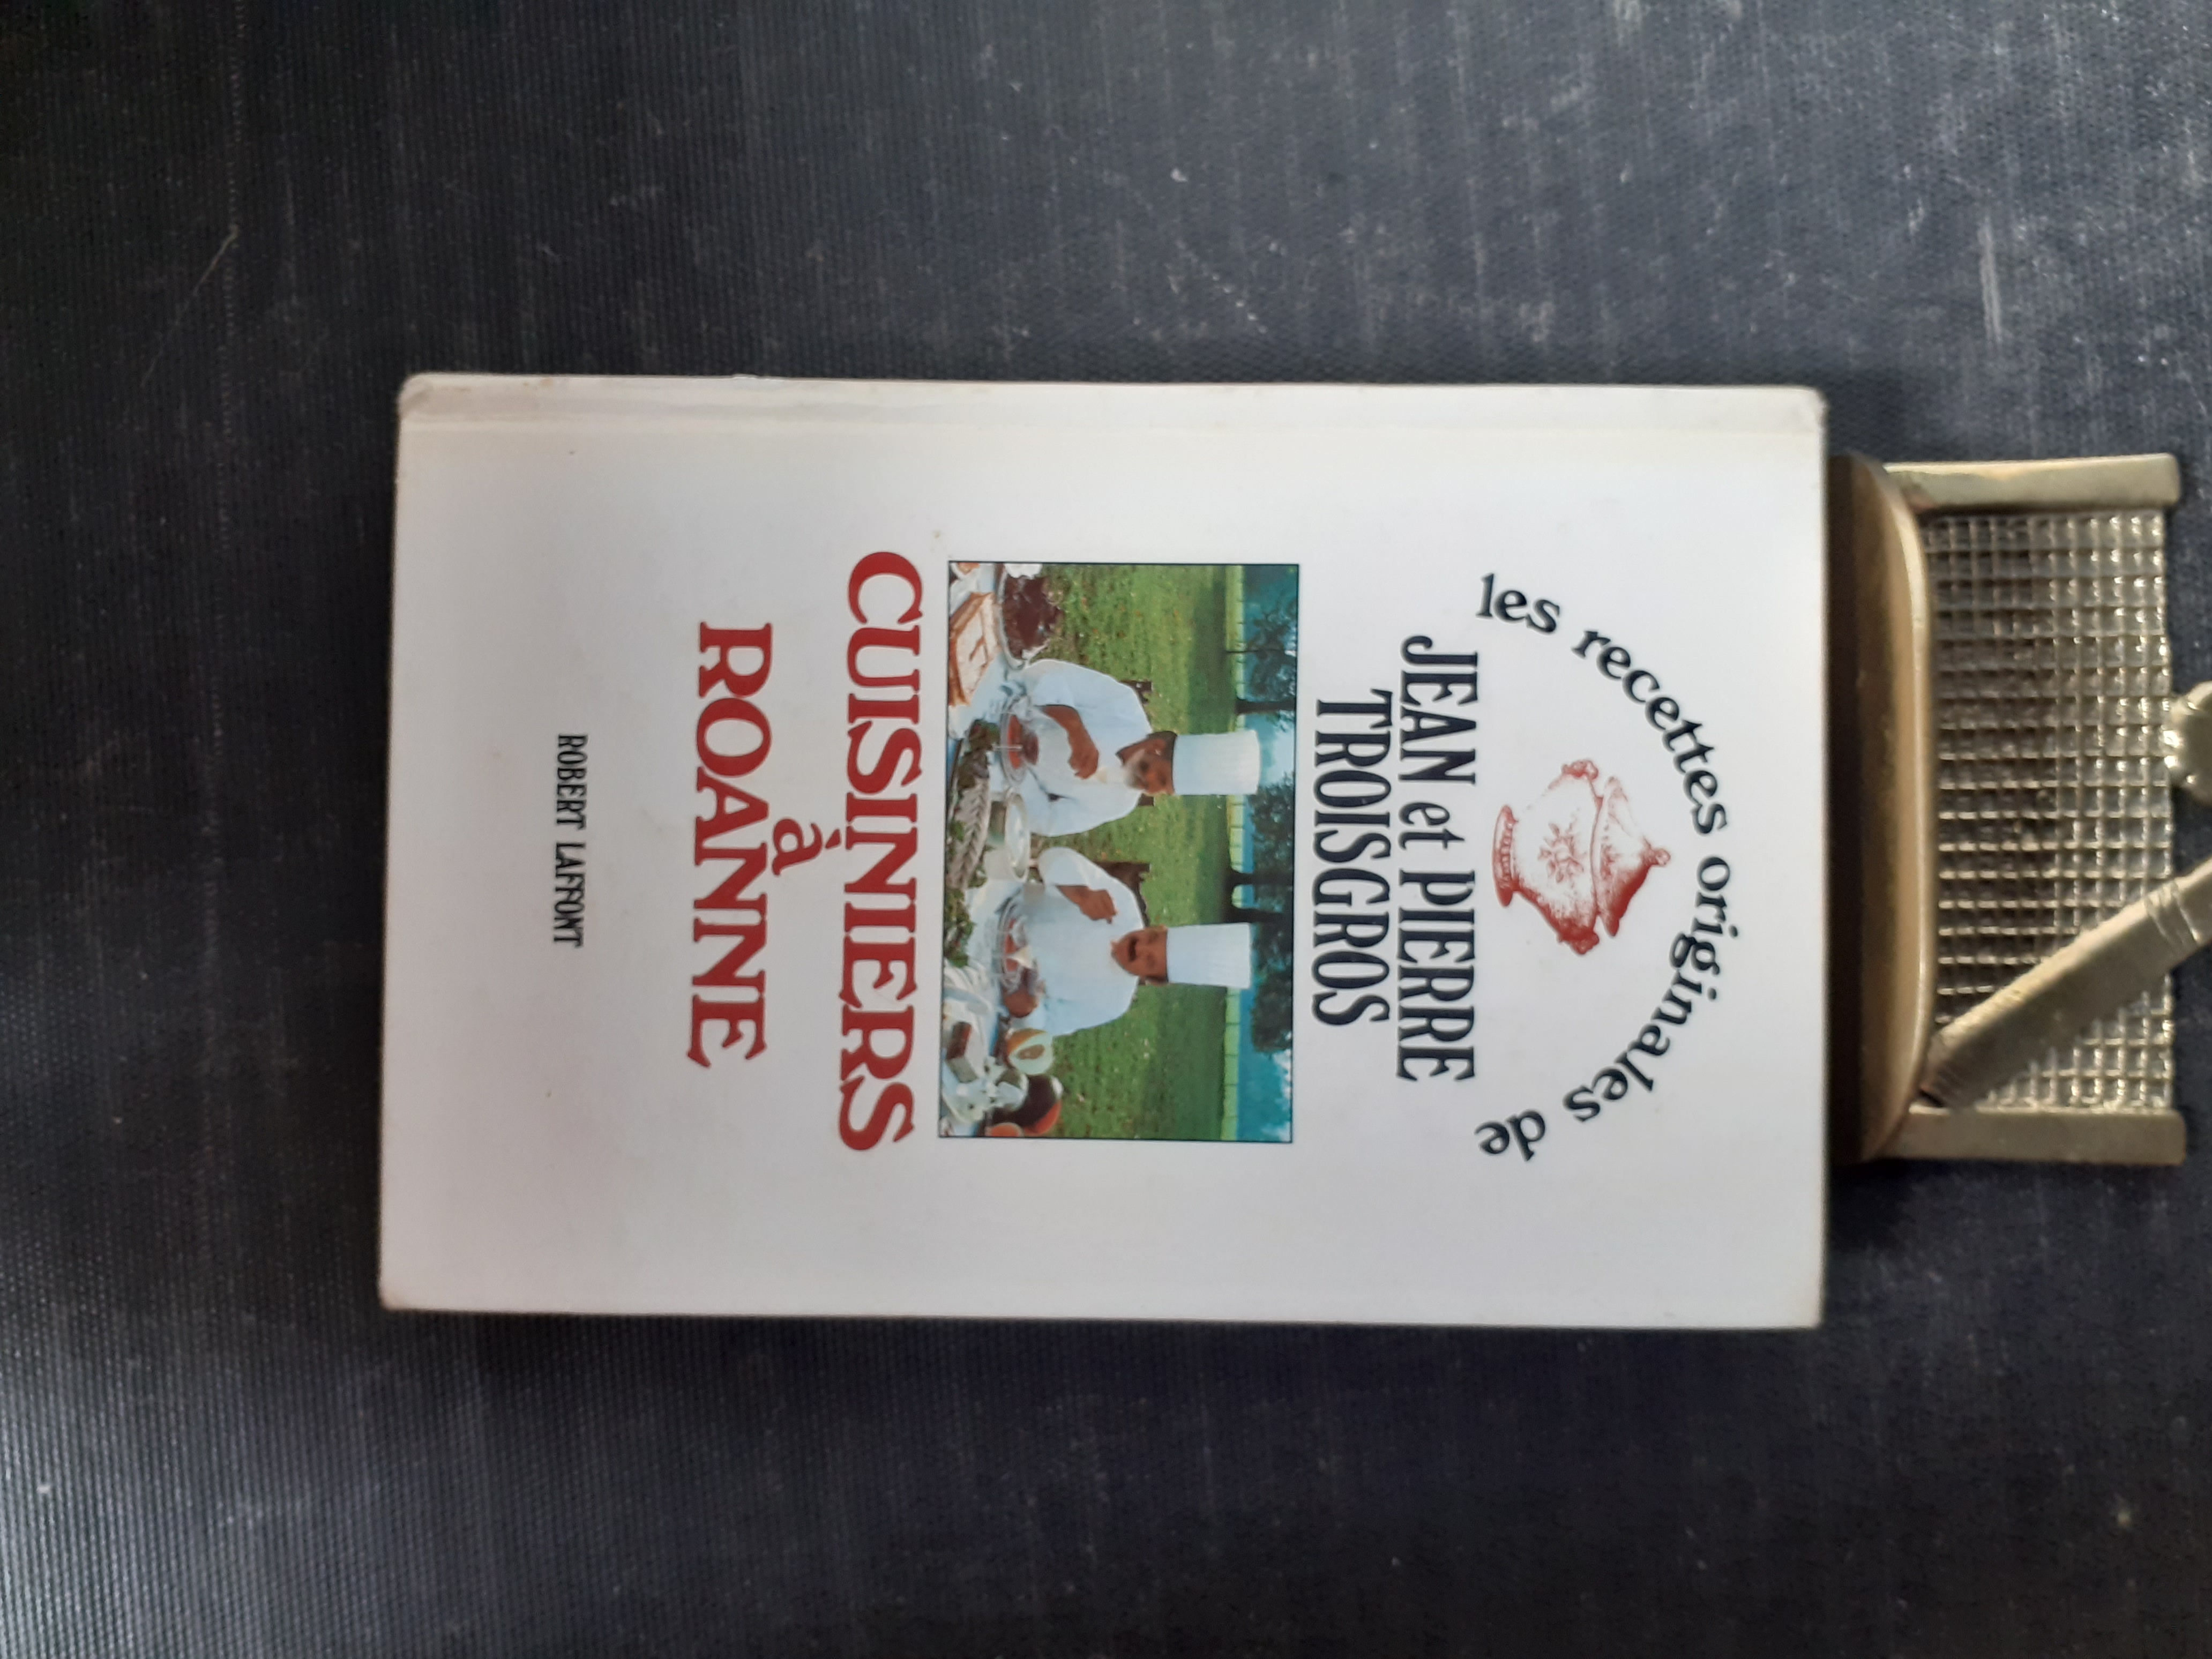 les recettes originales de
JEAN et PIERRE
TROISGROS
CUISINIERS
à
ROANNE
ROBERT LAFFONT